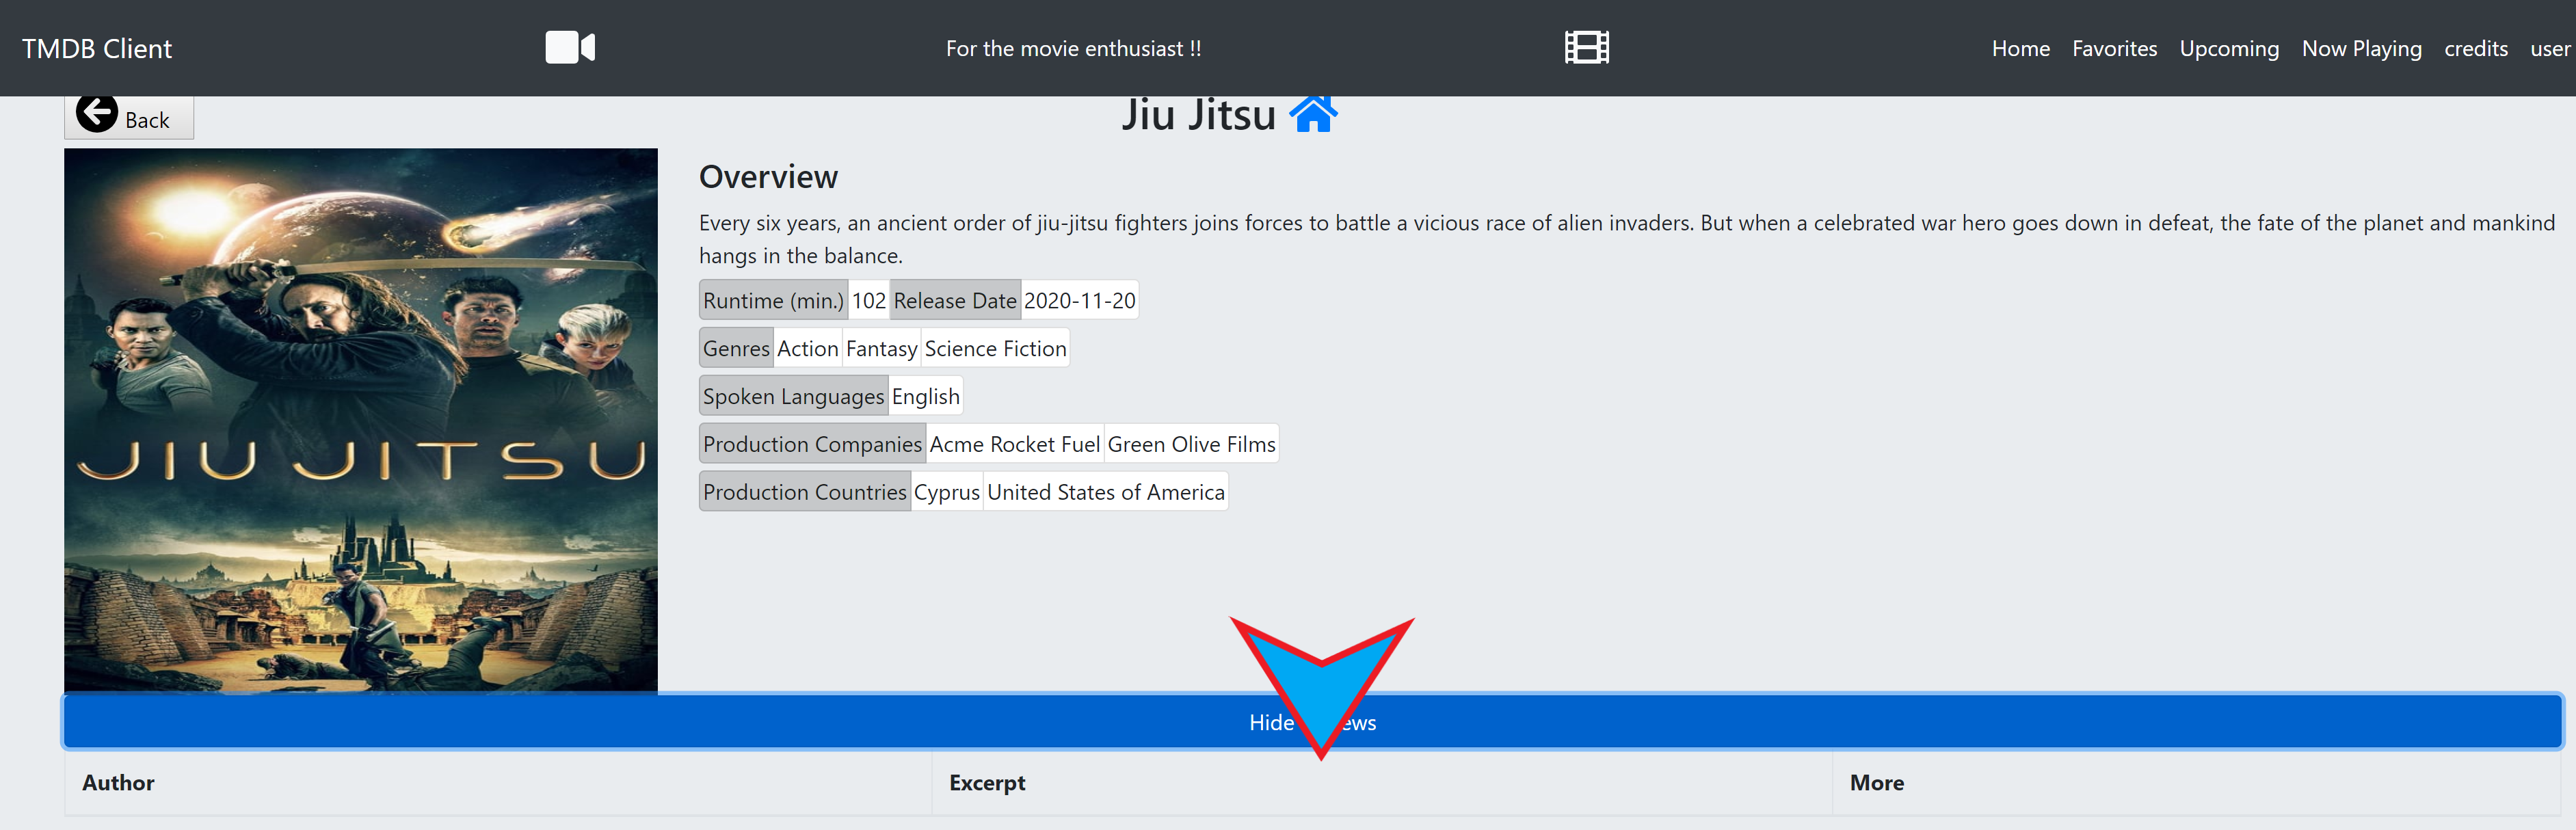 TMDB Client For the movie enthusiast !! Home Favorites Upcoming Now Playing credits user
Back Jiu Jitsu
JIU JITSU
Overview
Every six years, an ancient order of jiu-jitsu fighters joins forces to battle a vicious race of alien invaders. But when a celebrated war hero goes down in defeat, the fate of the planet and mankind
hangs in the balance.
Runtime (min.) 102 Release Date 2020-11-20
Genres Action Fantasy Science Fiction
Spoken Languages English
Production Companies Acme Rocket Fuel Green Olive Films
Production Countries Cyprus United States of America
Hide
Author Excerpt More